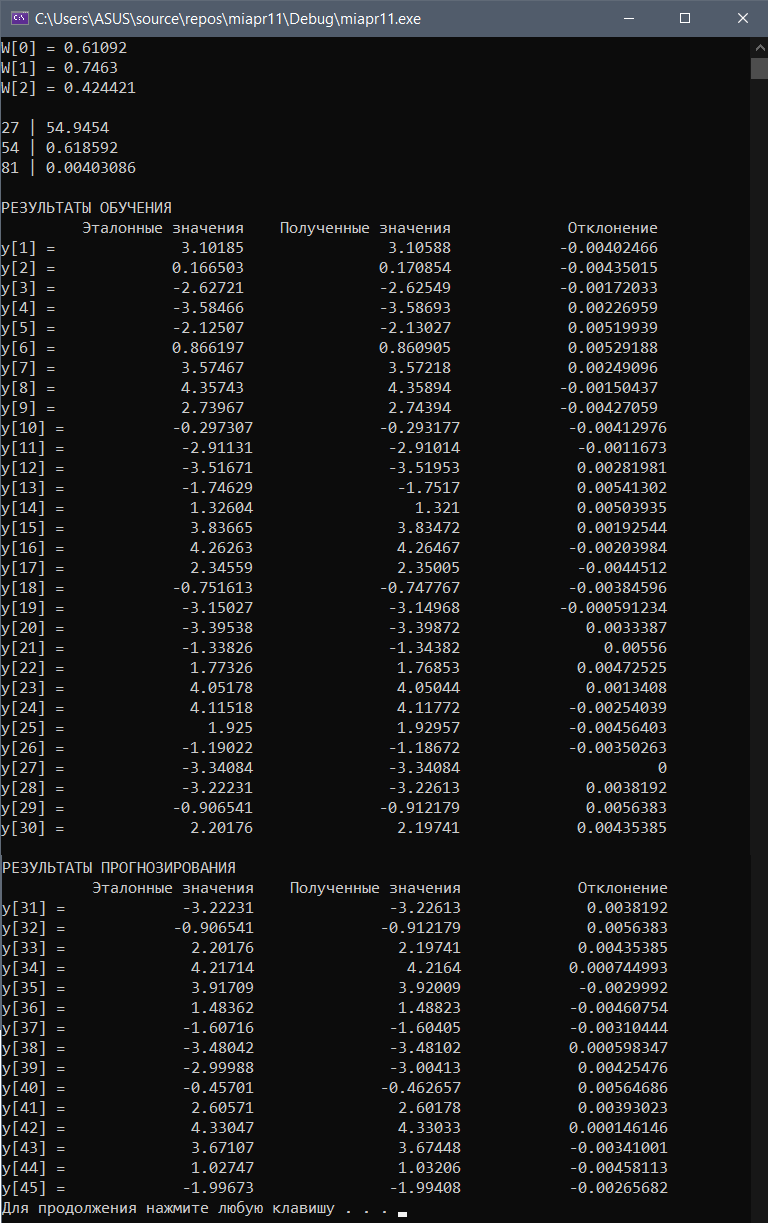 C:\Users\ASUS\source\repos\miapr11\Debug\miapr11.exe
W[0] = 0.61092
W[1] = 0.7463
W[2] = 0.424421
27 | 54.9454
54 | 0.618592
81 | 0.00403086
РЕЗУЛЬТАТЫ ОБУЧЕНИЯ
Эталонные значения Полученные значения Отклонение
y[1] = 3.10185 3.10588 -0.00402466
y[2] = 0.166503 0.170854 -0.00435015
y[3] = -2.62721 -2.62549 -0.00172033
y[4] = -3.58466 -3.58693 0.00226959
y[5] = -2.12507 -2.13027 0.00519939
y[6] = 0.866197 0.860905 0.00529188
y[7] = 3.57467 3.57218 0.00249096
y[8] = 4.35743 4.35894 -0.00150437
y[9] = 2.73967 2.74394 -0.00427059
y[10] = -0.297307 -0.293177 -0.00412976
y[11] = -2.91131 -2.91014 -0.0011673
y[12] = -3.51671 -3.51953 0.00281981
y[13] = -1.74629 -1.7517 0.00541302
y[14] = 1.32604 1.321 0.00503935
y[15] = 3.83665 3.83472 0.00192544
y[16] = 4.26263 4.26467 -0.00203984
y[17] = 2.34559 2.35005 -0.0044512
y[18] = -0.751613 -0.747767 -0.00384596
y[19] = -3.15027 -3.14968 -0.000591234
y[20] = -3.39538 -3.39872 0.0033387
y[21] = -1.33826 -1.34382 0.00556
y[22] = 1.77326 1.76853 0.00472525
y[23] = 4.05178 4.05044 0.0013408
y[24] = 4.11518 4.11772 -0.00254039
y[25] = 1.925 1.92957 -0.00456403
y[26] = -1.19022 -1.18672 -0.00350263
y[27] = -3.34084 -3.34084 0
y[28] = -3.22231 -3.22613 0.0038192
y[29] = -0.906541 -0.912179 0.0056383
y[30] = 2.20176 2.19741 0.00435385
РЕЗУЛЬТАТЫ ПРОГНОЗИРОВАНИЯ
Эталонные значения Полученные значения Отклонение
y[31] = -3.22231 -3.22613 0.0038192
y[32] = -0.906541 -0.912179 0.0056383
y[33] = 2.20176 2.19741 0.00435385
y[34] = 4.21714 4.2164 0.000744993
y[35] = 3.91709 3.92009 -0.0029992
y[36] = 1.48362 1.48823 -0.00460754
y[37] = -1.60716 -1.60405 -0.00310444
y[38] = -3.48042 -3.48102 0.000598347
y[39] = -2.99988 -3.00413 0.00425476
y[40] = -0.45701 -0.462657 0.00564686
y[41] = 2.60571 2.60178 0.00393023
y[42] = 4.33047 4.33033 0.000146146
y[43] = 3.67107 3.67448 -0.00341001
y[44] = 1.02747 1.03206 -0.00458113
y[45] = -1.99673 -1.99408 -0.00265682
Для продолжения нажмите любую клавишу . . .